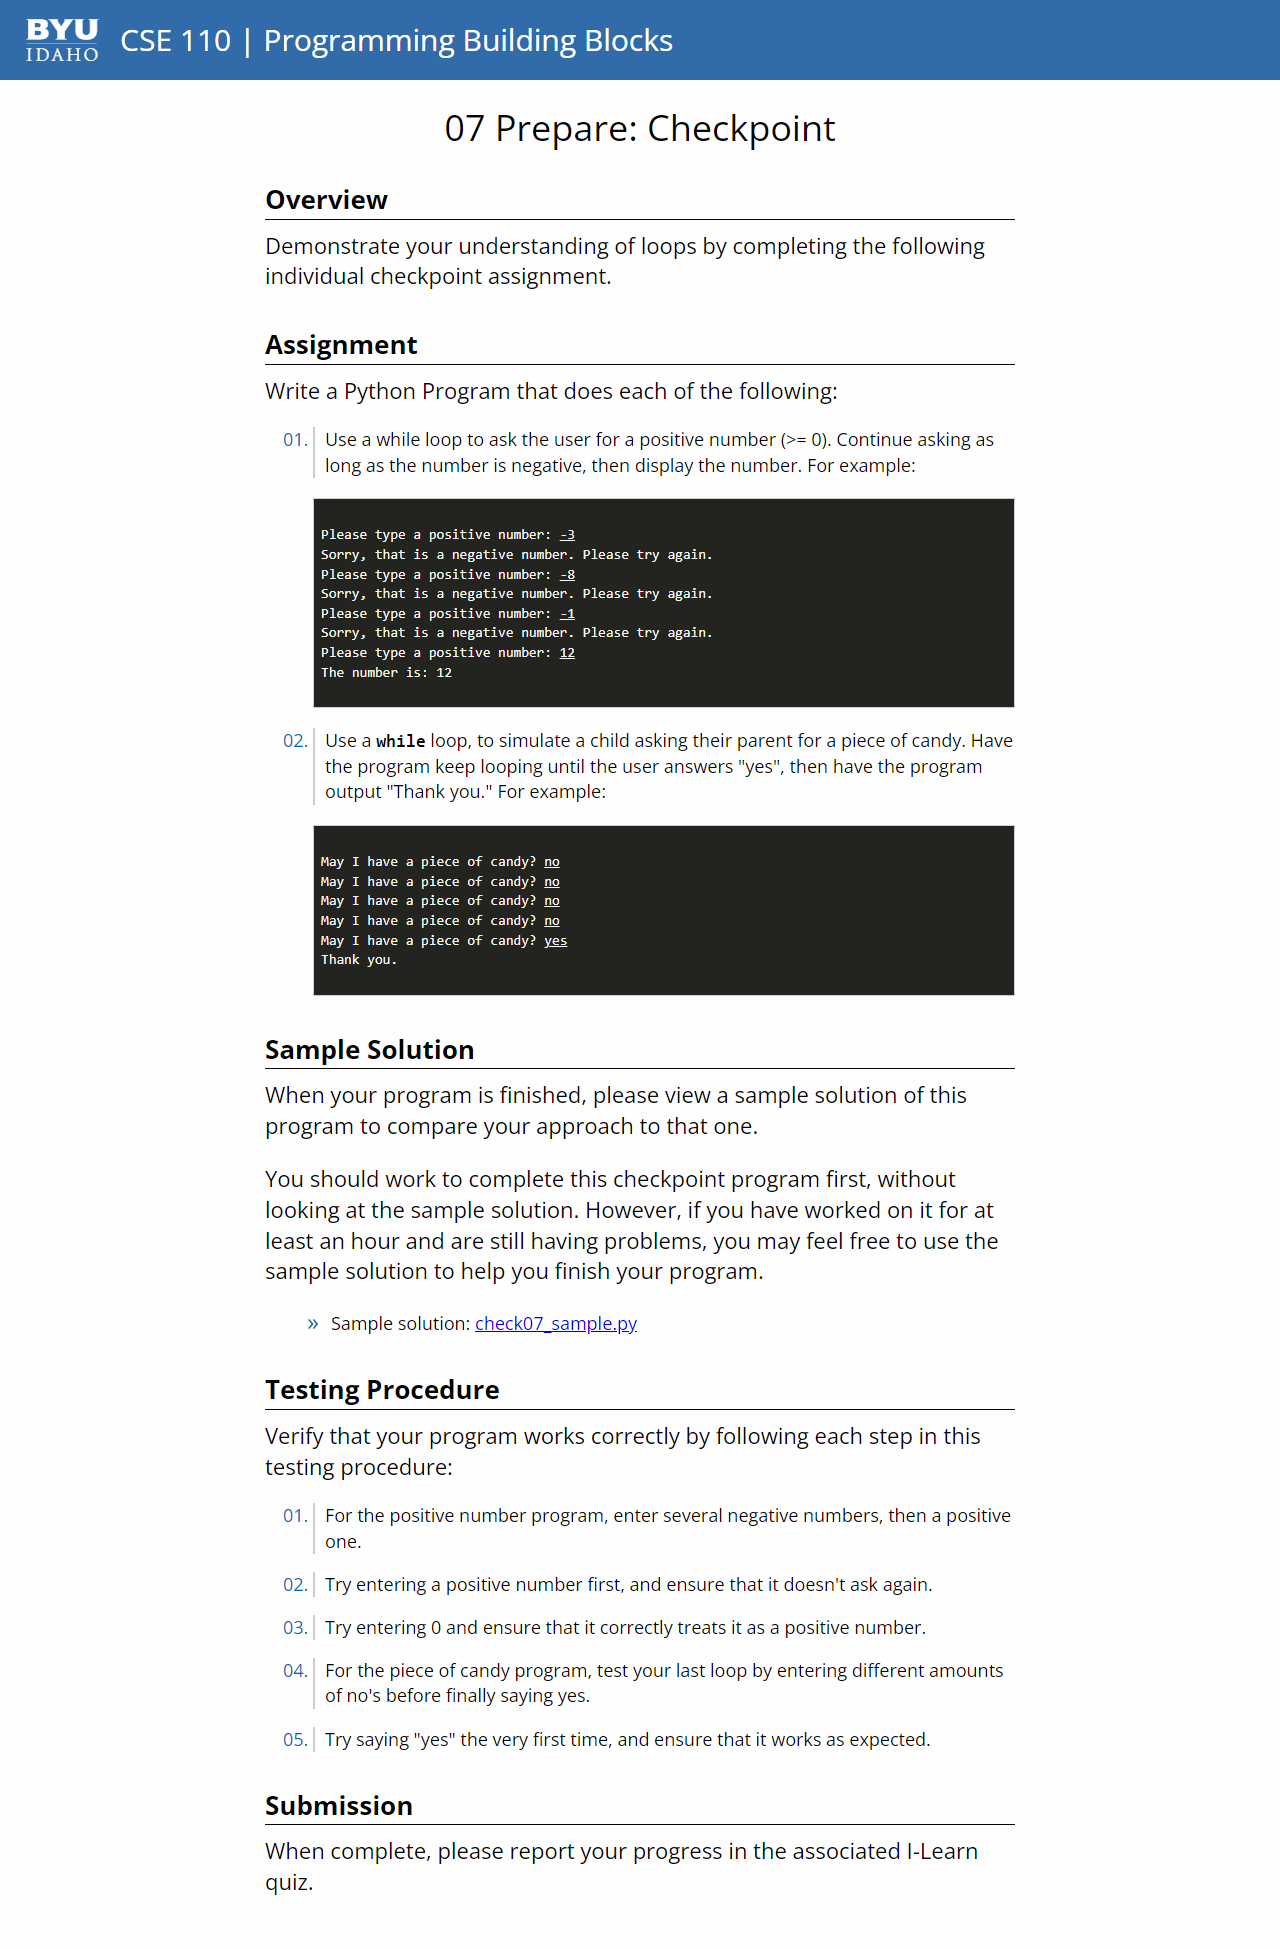 BYU
IDAHO
CSE 110 | Programming Building Blocks
07 Prepare: Checkpoint
Overview
Demonstrate your understanding of loops by completing the following
individual checkpoint assignment.
Assignment
Write a Python Program that does each of the following:
01. Use a while loop to ask the user for a positive number (>= 0). Continue asking as
long as the number is negative, then display the number. For example:
Please type a positive number: -3
Sorry, that is a negative number. Please try again.
Please type a positive number: -8
Sorry, that is a negative number. Please try again.
Please type a positive number: -1
Sorry, that is a negative number. Please try again.
Please type a positive number: 12
The number is: 12
02. Use a while loop, to simulate a child asking their parent for a piece of candy. Have
the program keep looping until the user answers "yes", then have the program
output "Thank you." For example:
May I have a piece of candy? no
May I have a piece of candy? no
May I have a piece of candy? no
May I have a piece of candy? no
May I have a piece of candy? yes
Thank you.
Sample Solution
When your program is finished, please view a sample solution of this
program to compare your approach to that one.
You should work to complete this checkpoint program first, without
looking at the sample solution. However, if you have worked on it for at
least an hour and are still having problems, you may feel free to use the
sample solution to help you finish your program.
» Sample solution: check07_sample.py
Testing Procedure
Verify that your program works correctly by following each step in this
testing procedure:
01. For the positive number program, enter several negative numbers, then a positive
one.
02. Try entering a positive number first, and ensure that it doesn't ask again.
03. Try entering 0 and ensure that it correctly treats it as a positive number.
04. For the piece of candy program, test your last loop by entering different amounts
of no's before finally saying yes.
05. Try saying "yes" the very first time, and ensure that it works as expected.
Submission
When complete, please report your progress in the associated I-Learn
quiz.